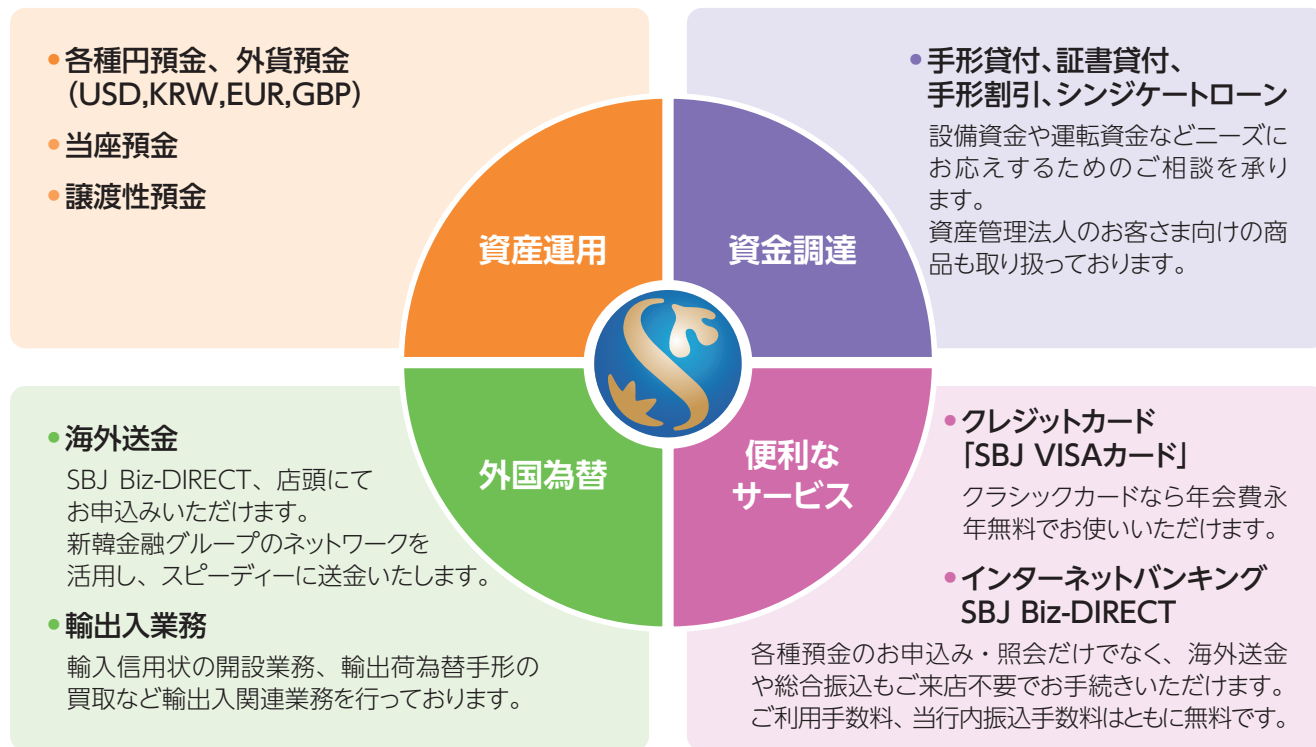 •各種円預金、外貨預金
（USD,KRW,EUR,GBP）
•当座預金
•譲渡性預金
資産運用
•手形貸付、証書貸付、
手形割引、シンジケートローン
設備資金や運転資金などニーズに
お応えするためのご相談を承り
ます。
資産管理法人のお客さま向けの商
品も取り扱っております。
資金調達
•海外送金
SBJ Biz-DIRECT、店頭にて
お申込みいただけます。
新韓金融グループのネットワークを
活用し、スピーディーに送金いたします。
•輸出入業務
輸入信用状の開設業務、輸出荷為替手形の
買取など輸出入関連業務を行っております。
外国為替
便利な
サービス
•クレジットカード
「SBJ VISAカード」
クラシックカードなら年会費永
年無料でお使いいただけます。
•インターネットバンキング
SBJ Biz-DIRECT
各種預金のお申込み・照会だけでなく、海外送金
や総合振込もご来店不要でお手続きいただけます。
ご利用手数料、当行内振込手数料はともに無料です。